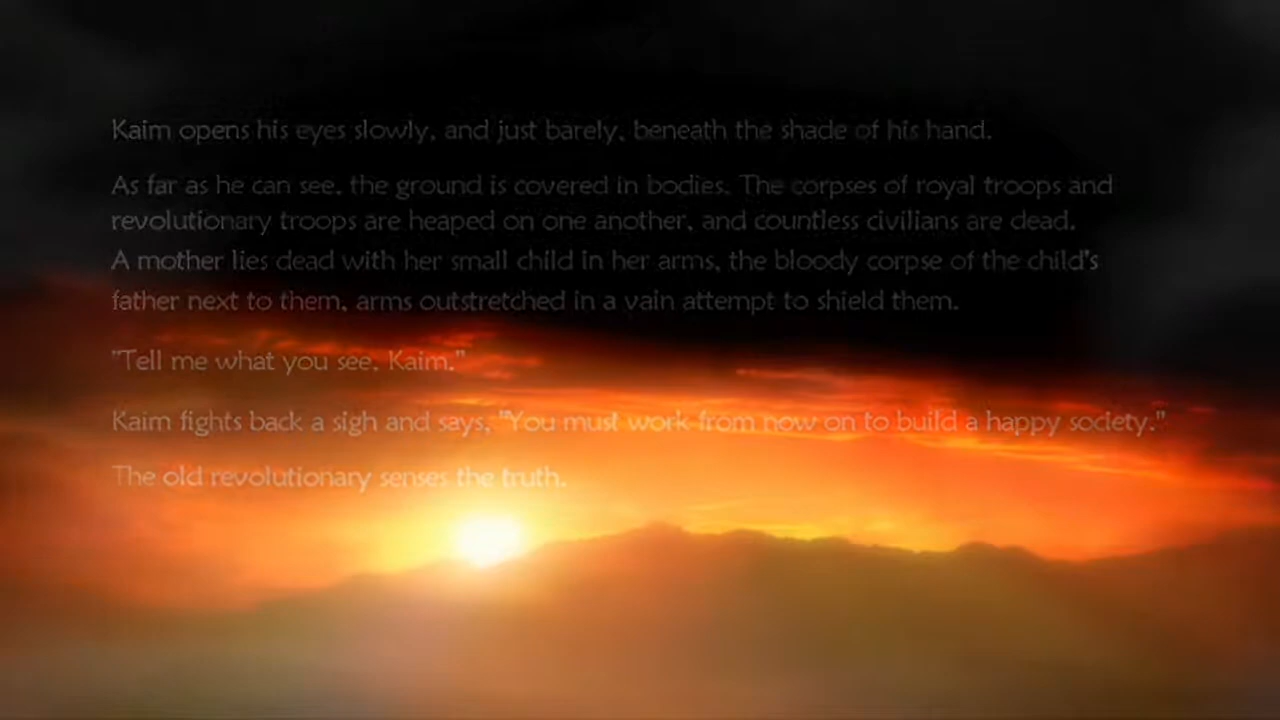 Kaim opens his eyes slowly, and just barely, beneath the shade of his hand.
As far as he can see, the ground is covered in bodies. The corpses of royal troops and
revolutionary troops are heaped on one another, and countless civilians are dead.
A mother lies dead with her small child in her arms, the bloody corpse of the child's
father next to them, arms outstretched in a vain attempt to shield them.
"Tell me what you see, Kaim."
Kaim fights back a sigh and says, "You must work from now on to build a happy society."
The old revolutionary senses the truth.